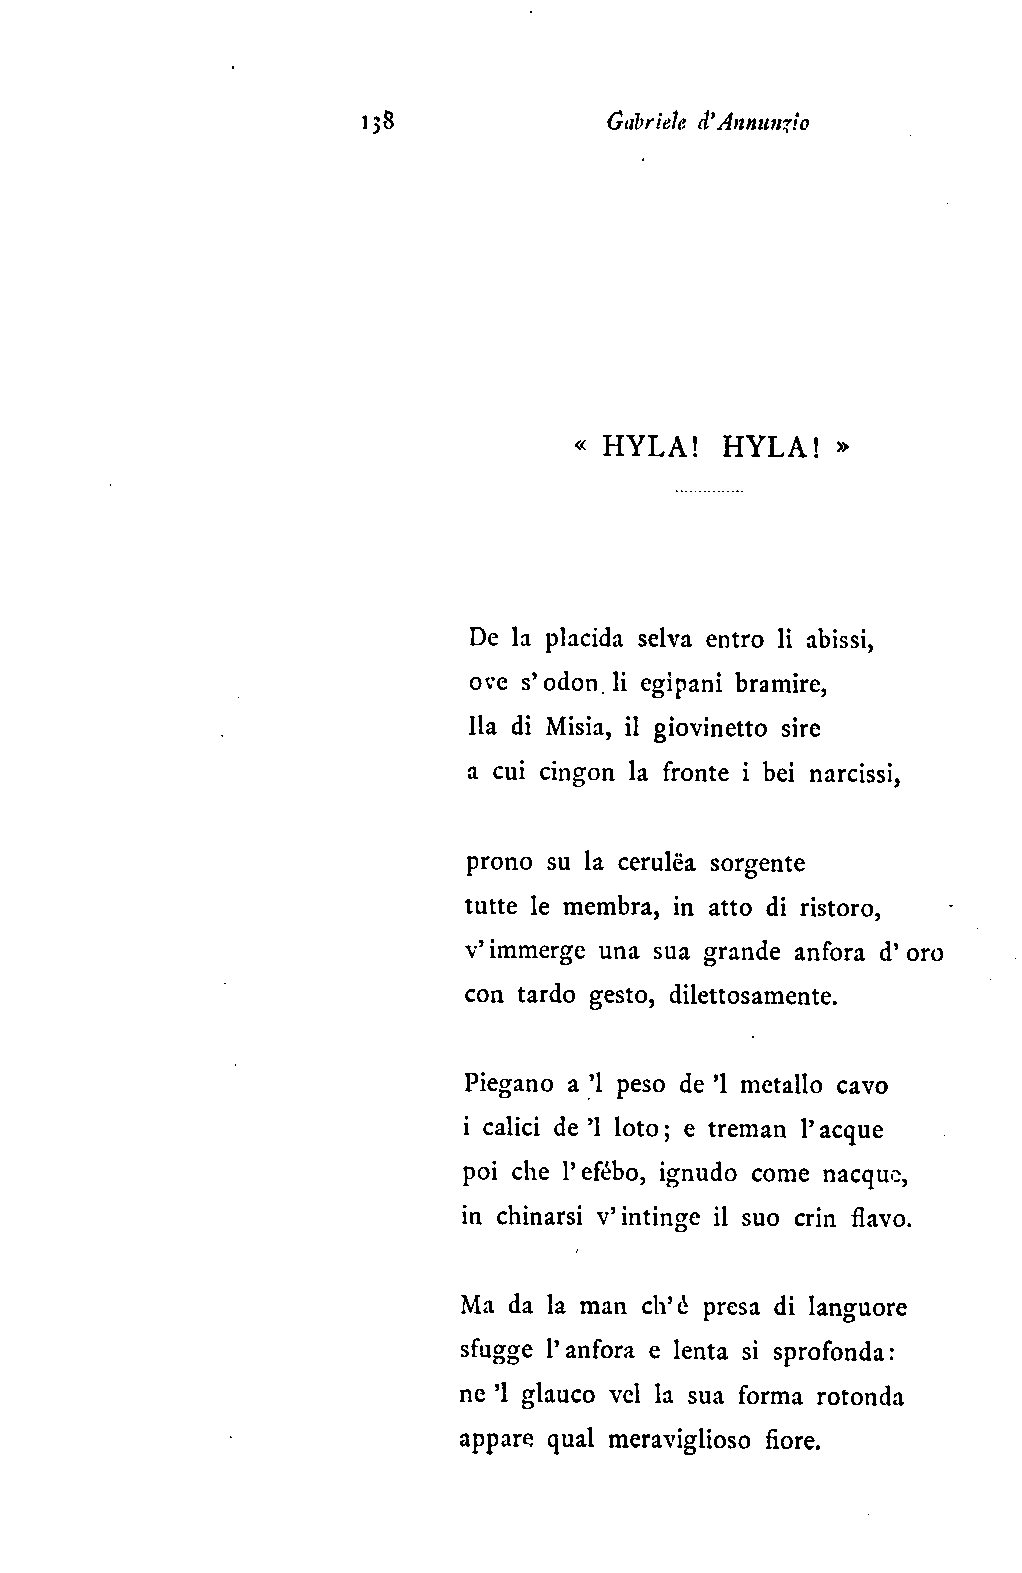 138 Gabriele d'Annunzio
« HYLA! HYLA! »
De la placida selva entro li abissi,
ove s'odon li egipani bramire,
Ila di Misia, il giovinetto sire
a cui cingon la fronte i bei narcissi,
prono su la cerulëa sorgente
tutte le membra, in atto di ristoro,
v'immerge una sua grande anfora d'oro
con tardo gesto, dilettosamente.
Piegano a 'l peso de 'l metallo cavo
i calici de 'l loto; e treman l'acque
poi che l'efébo, ignudo come nacque,
in chinarsi v'intinge il suo crin flavo.
Ma da la man ch'è presa di languore
sfugge l'anfora e lenta si sprofonda:
ne 'l glauco vel la sua forma rotonda
appare qual meraviglioso fiore.